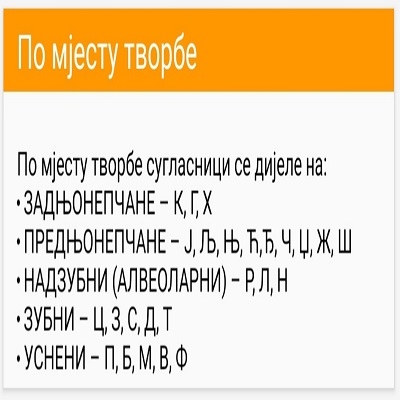 По мјесту творбе
По мјесту творбе сугласници се дијеле на:
• ЗАДЊОНЕПЧАНЕ – К, Г, Х
• ПРЕДЊОНЕПЧАНЕ – Ј, Љ, Њ, Ћ,Ђ, Ч, Џ, Ж, Ш
• НАДЗУБНИ (АЛВЕОЛАРНИ) – Р, Л, Н
• ЗУБНИ – Ц, З, С, Д, Т
• УСНЕНИ – П, Б, М, В, Ф